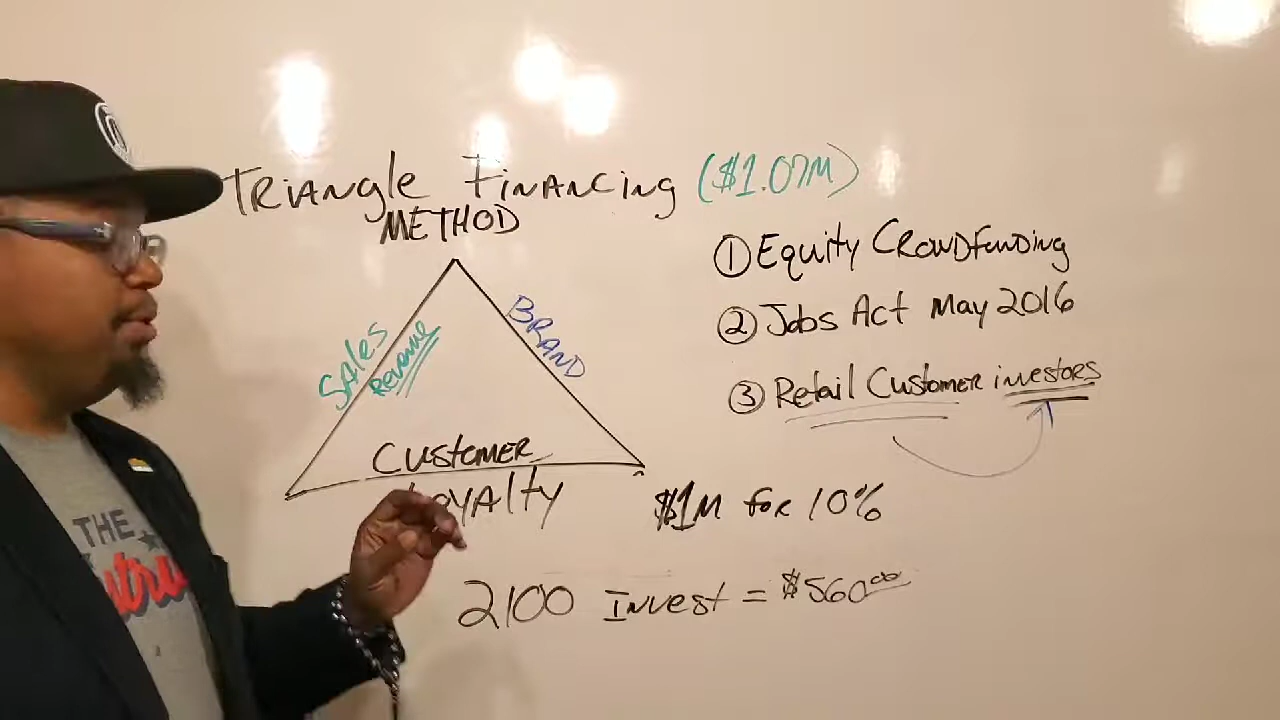 TRIANGLE FINANCING ($1.07M)
METHOD
SALES
Revenue
BRAND
CUSTOMER
LOYALTY
① Equity CROWDfunding
② Jobs Act May 2016
③ Retail Customer investors
$1M for 10%
2100 Invest = $560.00
THE